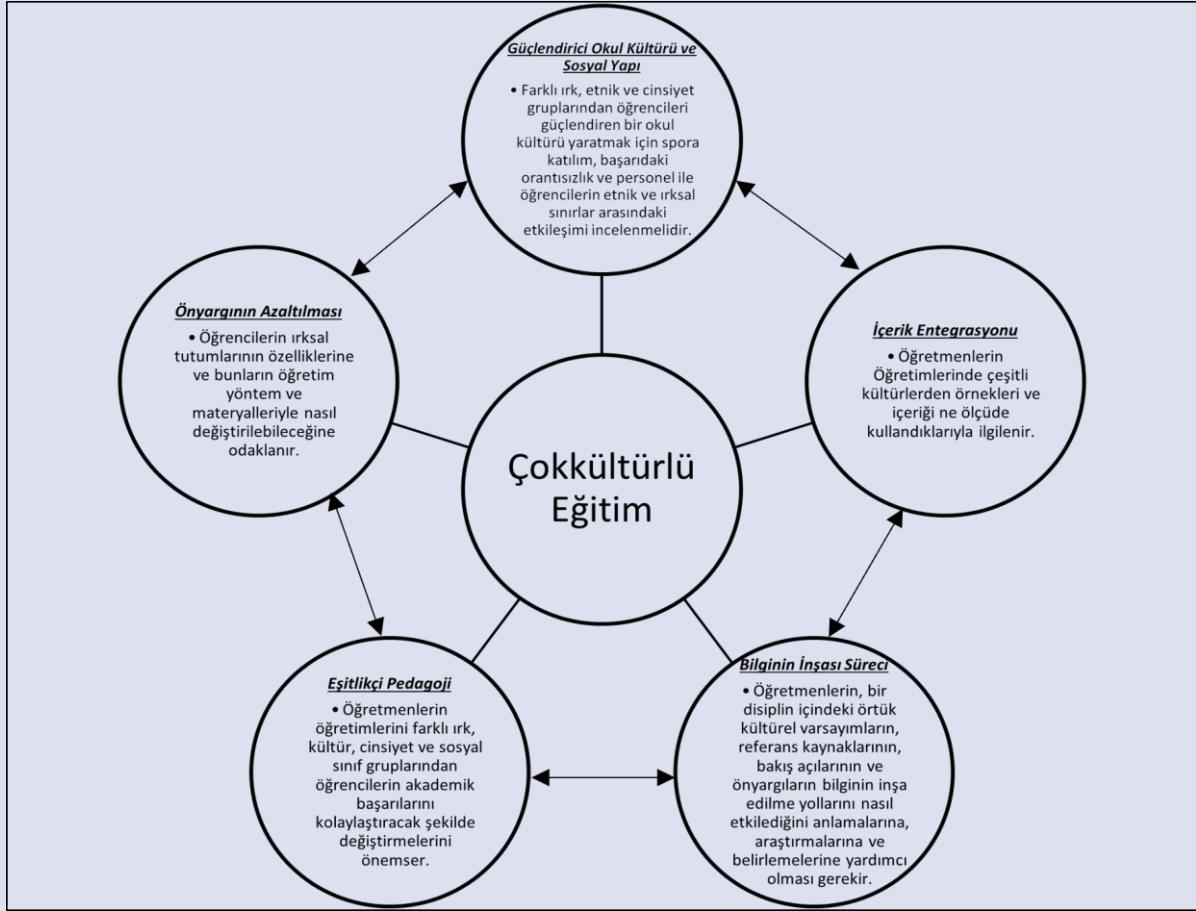 Güçlendirici Okul Kültürü ve
Sosyal Yapı
• Farklı ırk, etnik ve cinsiyet
gruplarından öğrencileri
güçlendiren bir okul
kültürü yaratmak için spora
katılım, başarıdaki
orantısızlık ve personel ile
öğrencilerin etnik ve ırksal
sınırlar arasındaki
etkileşimi incelenmelidir.
Önyargının Azaltılması
• Öğrencilerin ırksal
tutumlarının özelliklerine
ve bunların öğretim
yöntem ve
materyalleriyle nasıl
değiştirilebileceğine
odaklanır.
İçerik Entegrasyonu
• Öğretmenlerin
Öğretimlerinde çeşitli
kültürlerden örnekleri ve
içeriği ne ölçüde
kullandıklarıyla ilgilenir.
Çokkültürlü
Eğitim
Eşitlikçi Pedagoji
• Öğretmenlerin
öğretimlerini farklı ırk,
kültür, cinsiyet ve sosyal
sınıf gruplarından
öğrencilerin akademik
başarılarını
kolaylaştıracak şekilde
değiştirmelerini
önemser.
Bilginin İnşası Süreci
• Öğretmenlerin, bir
disiplin içindeki örtük
kültürel varsayımların,
referans kaynaklarının,
bakış açılarının ve
önyargıların bilginin inşa
edilme yollarını nasıl
etkilediğini anlamalarına,
araştırmalarına ve
belirlemelerine yardımcı
olması gerekir.